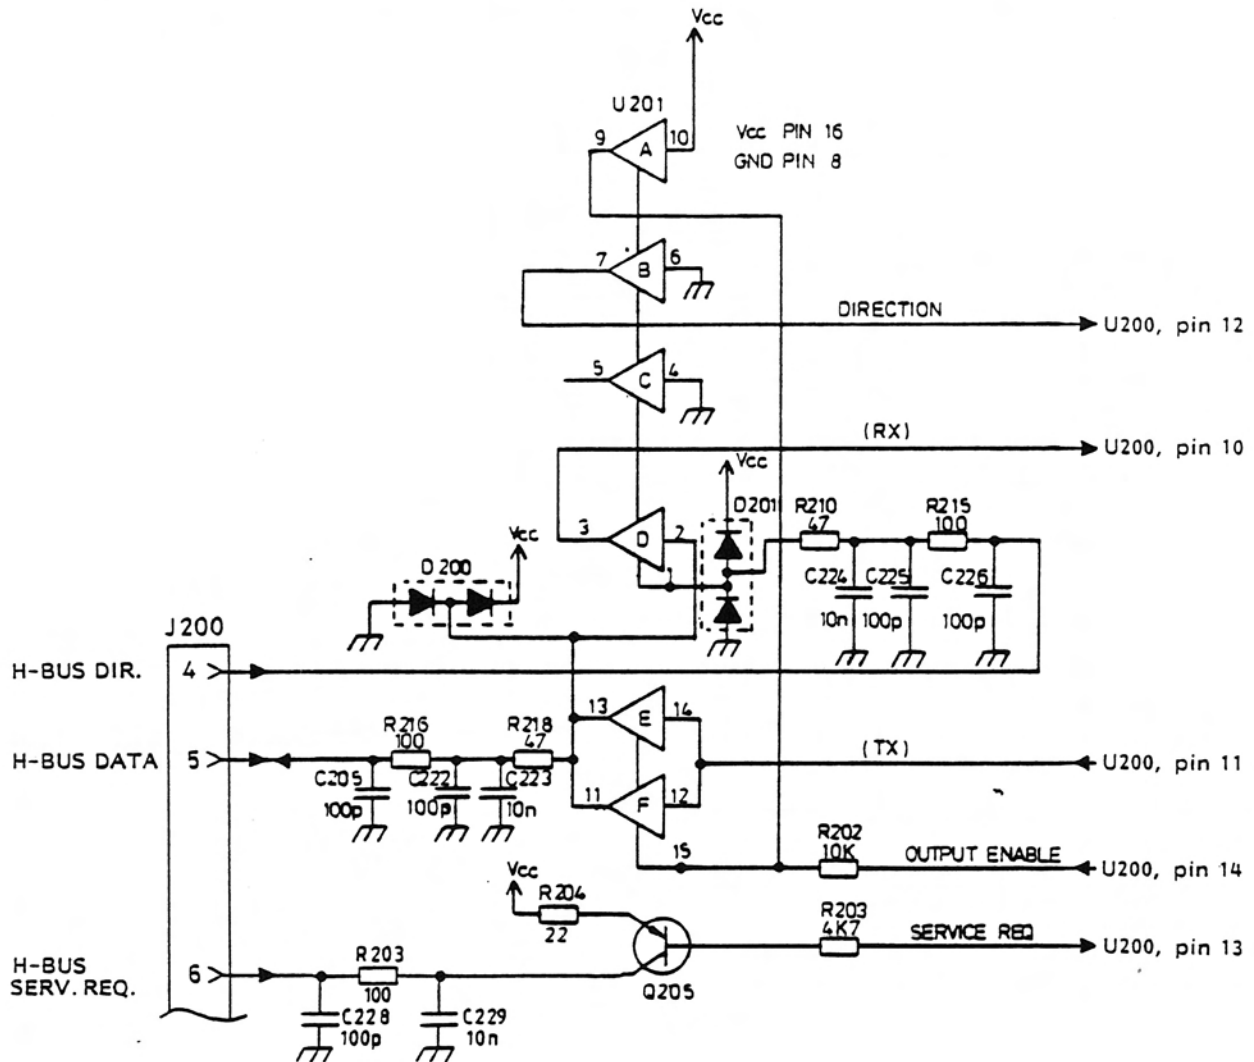 Vcc
U201
9 A 10
Vcc PIN 16
GND PIN 8
7 B 6
DIRECTION
U200, pin 12
5 C 4
(RX)
U200, pin 10
Vcc
D201
R210
47
R215
100
3 D 2
1
Vcc
D200
C224
10n
C225
100p
C226
100p
J200
H-BUS DIR.
4
13 E 14
R216
100
R218
47
(TX)
H-BUS DATA
5
U200, pin 11
C205
100p
C222
100p
C223
10n
11 F 12
15
R202
10K
OUTPUT ENABLE
U200, pin 14
Vcc
R204
22
R203
4K7
SERVICE REQ
U200, pin 13
H-BUS
SERV. REQ.
6
R203
100
Q205
C228
100p
C229
10n